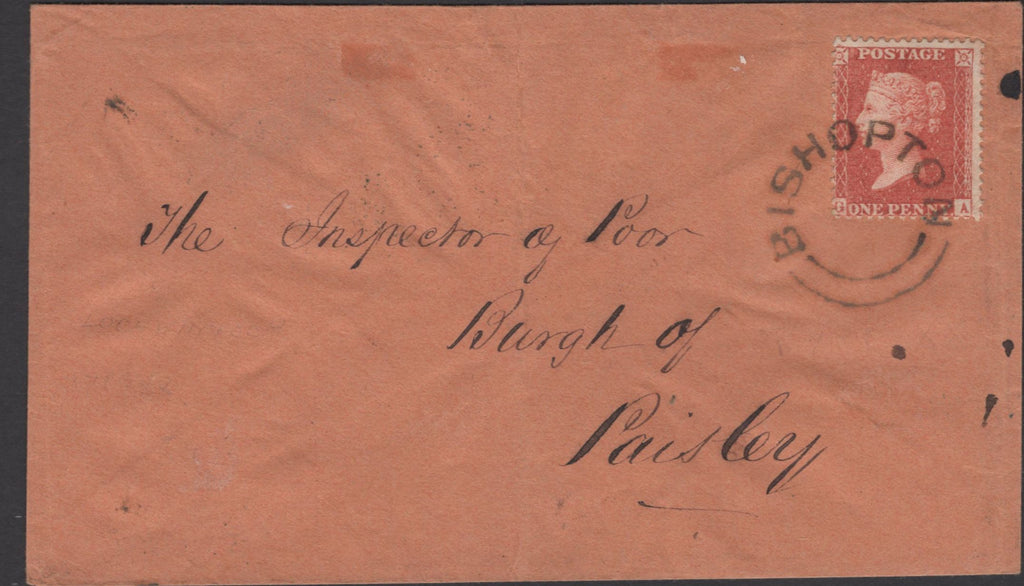 POSTAGE
BISHOPTON
G ONE PENNY A
The Inspector of Poor
Burgh of
Paisley